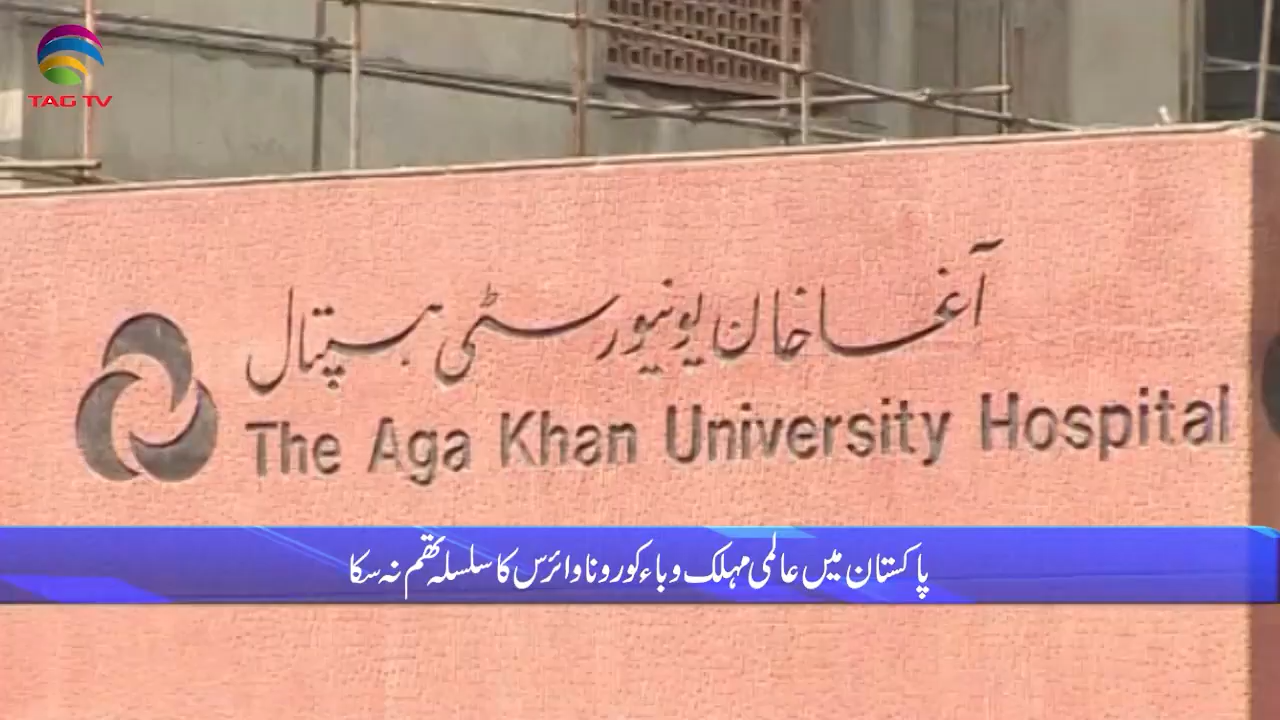 TAG TV
آغا خان یونیورسٹی ہسپتال
The Aga Khan University Hospital
پاکستان میں عالمی مہلک وباء کورونا وائرس کا سلسلہ تھم نہ سکا